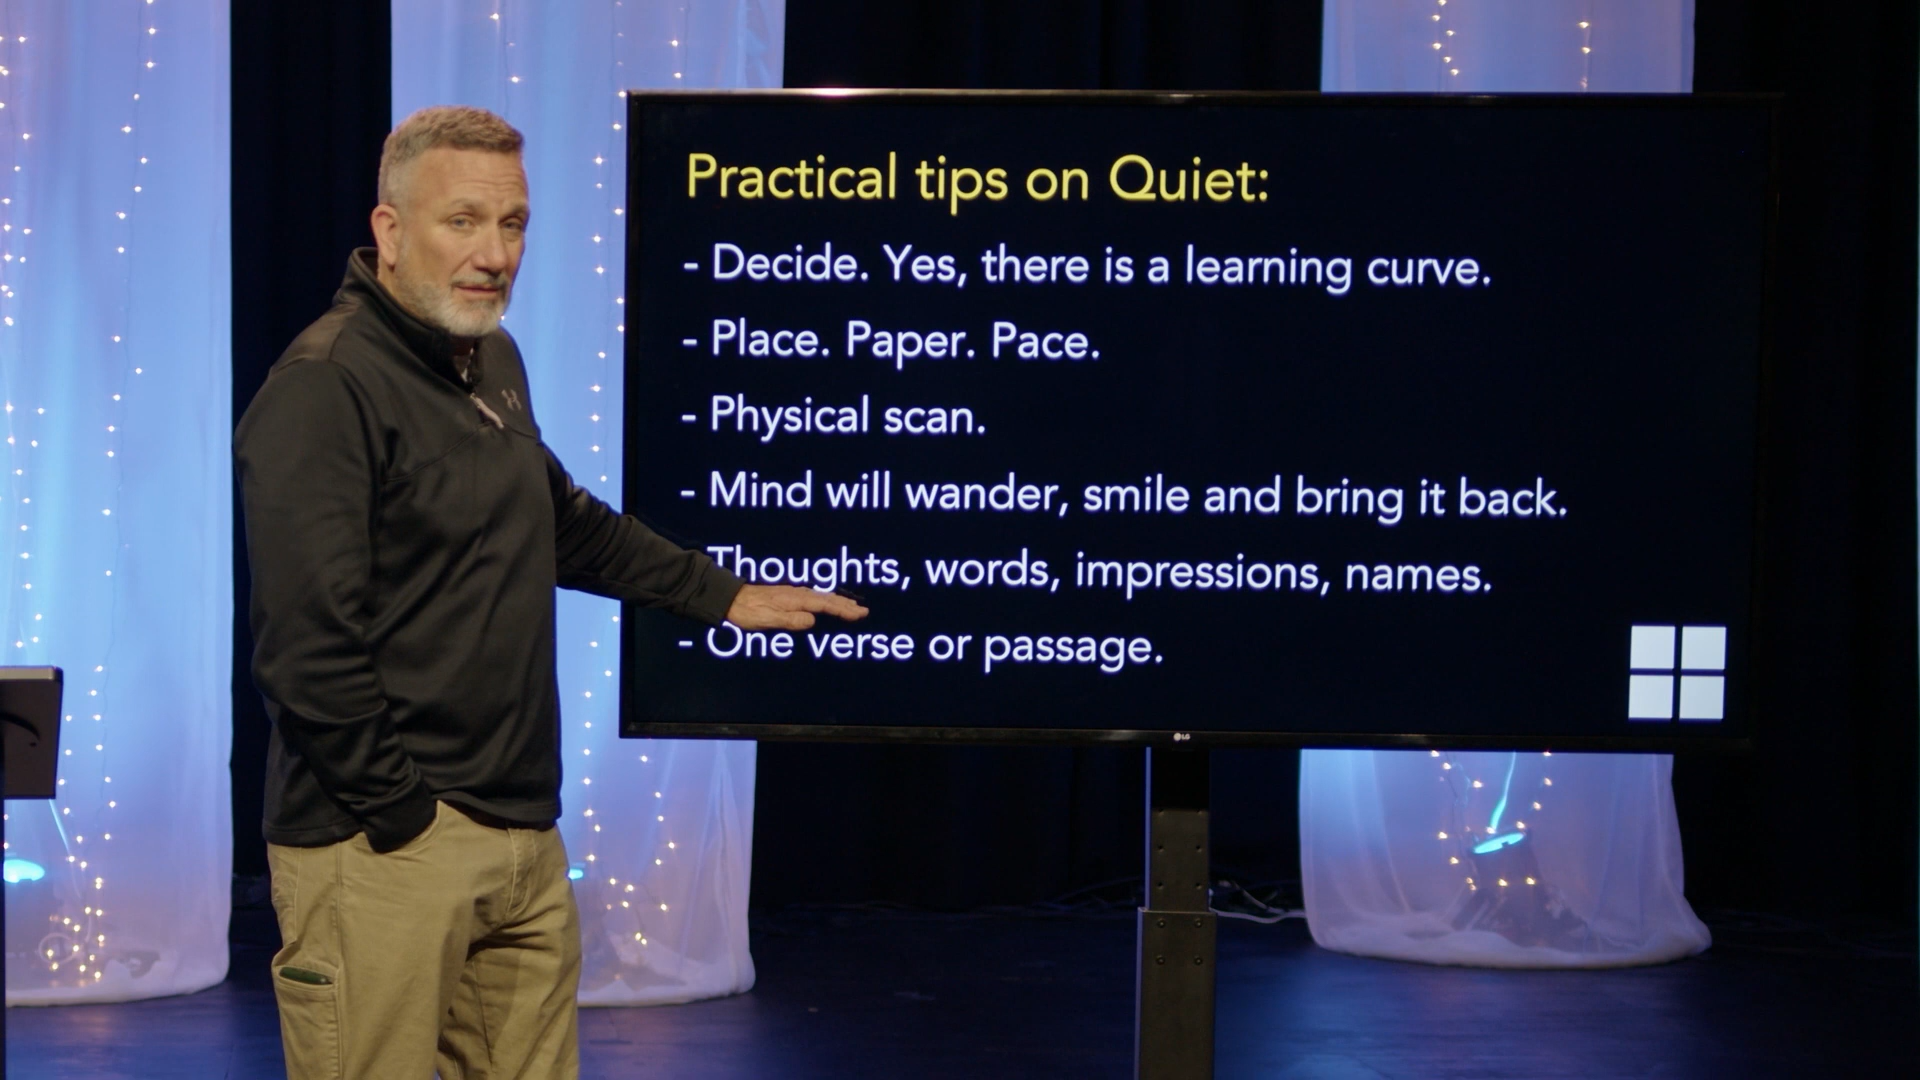 Practical tips on Quiet:
- Decide. Yes, there is a learning curve.
- Place. Paper. Pace.
- Physical scan.
- Mind will wander, smile and bring it back.
Thoughts, words, impressions, names.
- One verse or passage.
LG